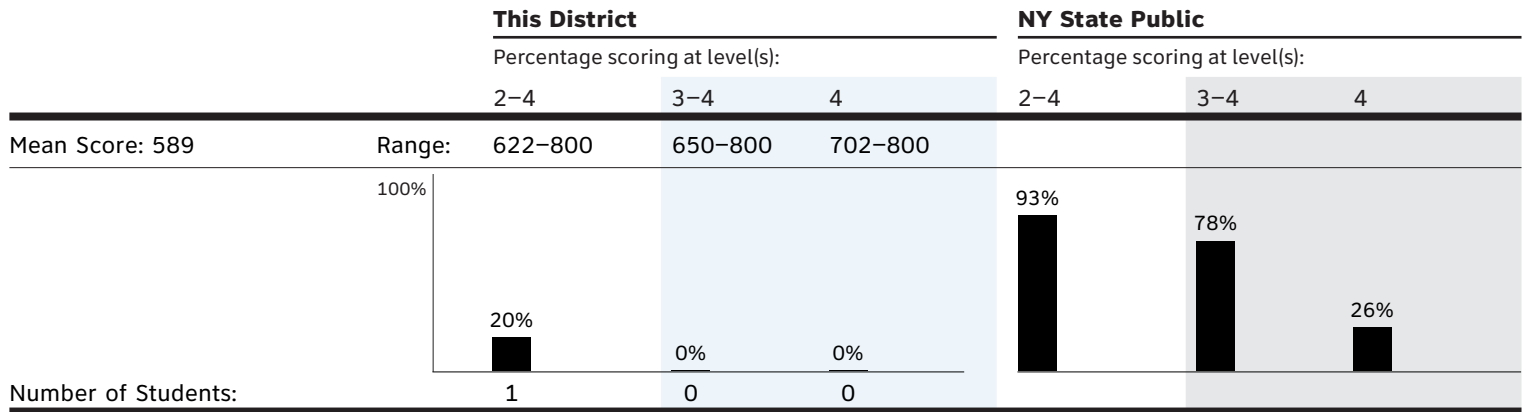 This District NY State Public
Percentage scoring at level(s): Percentage scoring at level(s):
2–4 3–4 4 2–4 3–4 4
Mean Score: 589 Range: 622–800 650–800 702–800
100%
93%
78%
20% 26%
0% 0%
Number of Students: 1 0 0